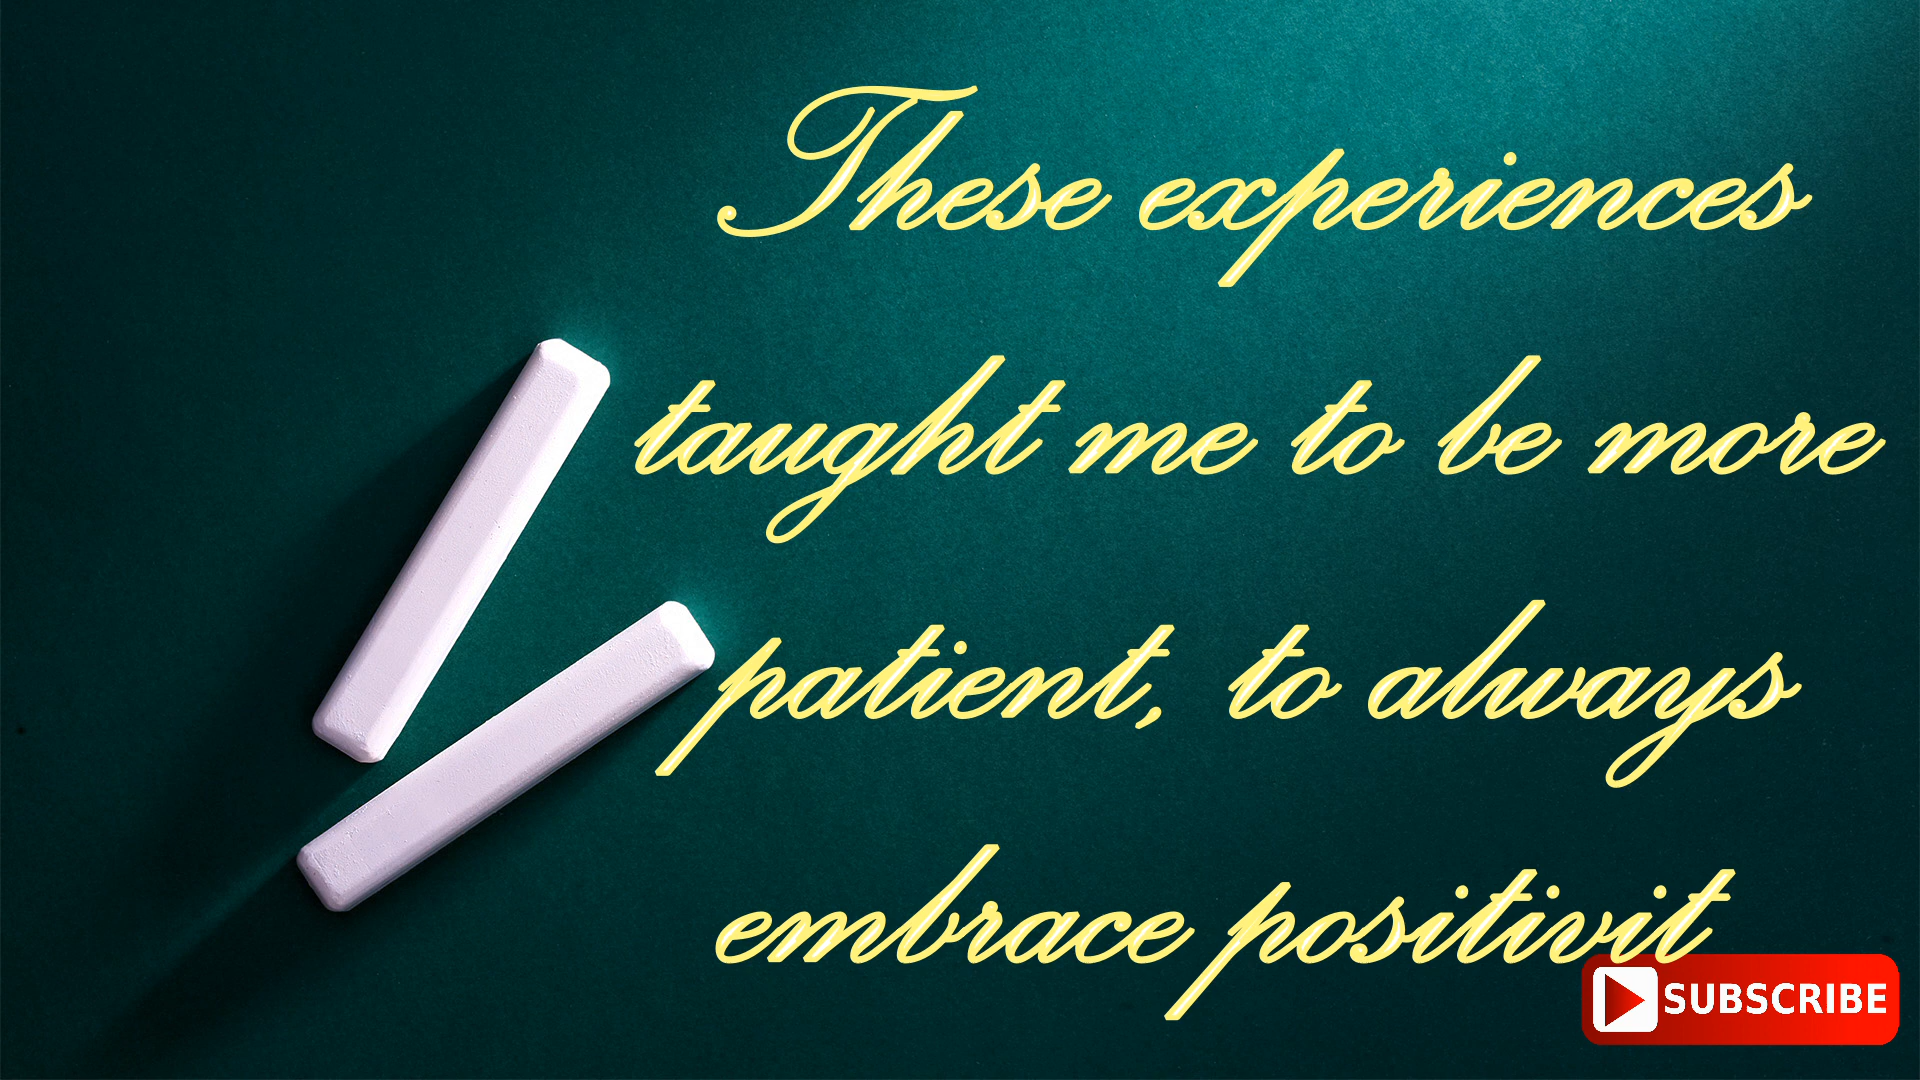 These experiences
taught me to be more
patient, to always
embrace positivit
SUBSCRIBE